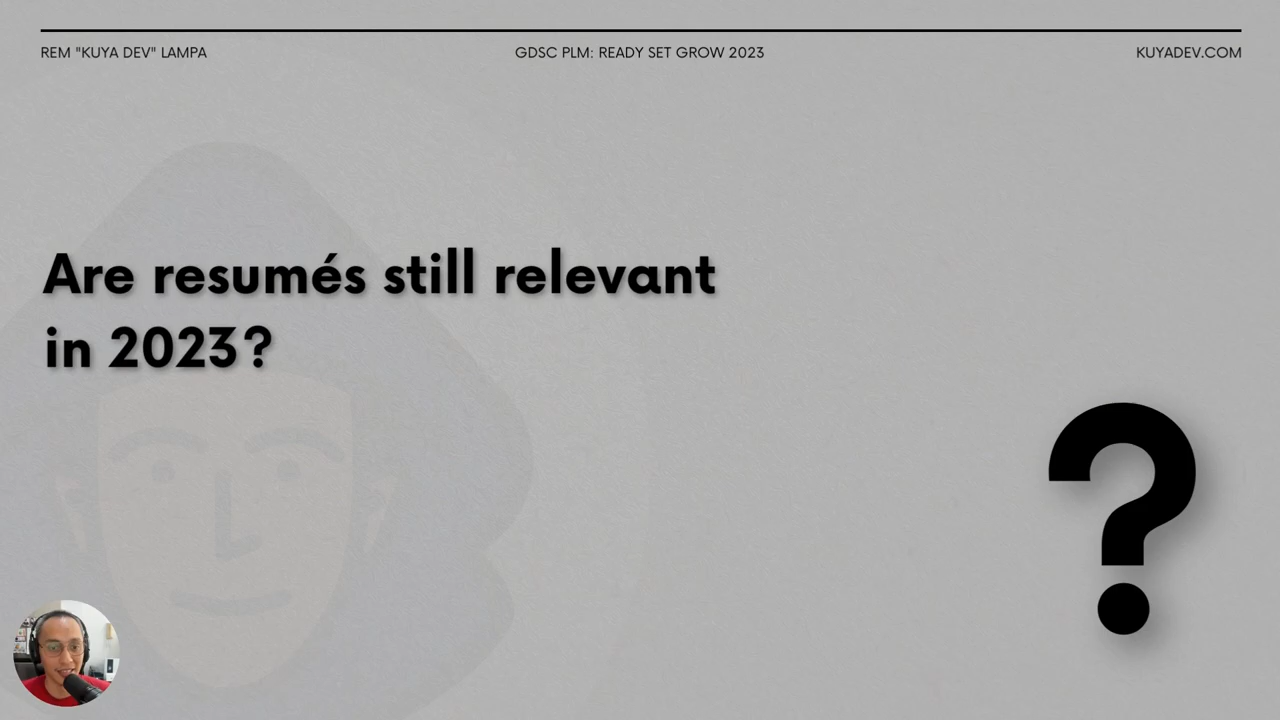 REM "KUYA DEV" LAMPA
GDSC PLM: READY SET GROW 2023
KUYADEV.COM
Are resumés still relevant
in 2023?
?